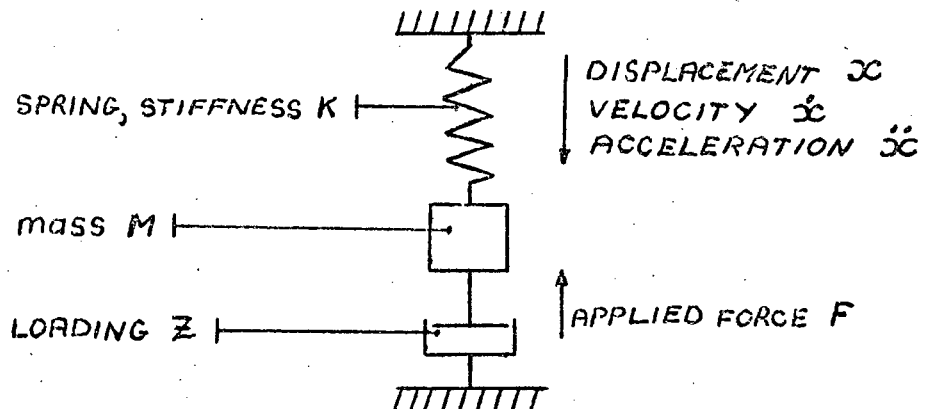 DISPLACEMENT x
SPRING, STIFFNESS K
VELOCITY ẋ
ACCELERATION ẍ
mass M
LOADING Z
APPLIED FORCE F